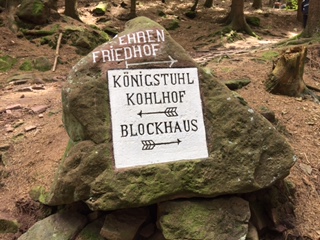 EHREN
FRIEDHOF
KÖNIGSTUHL
KOHLHOF
BLOCKHAUS